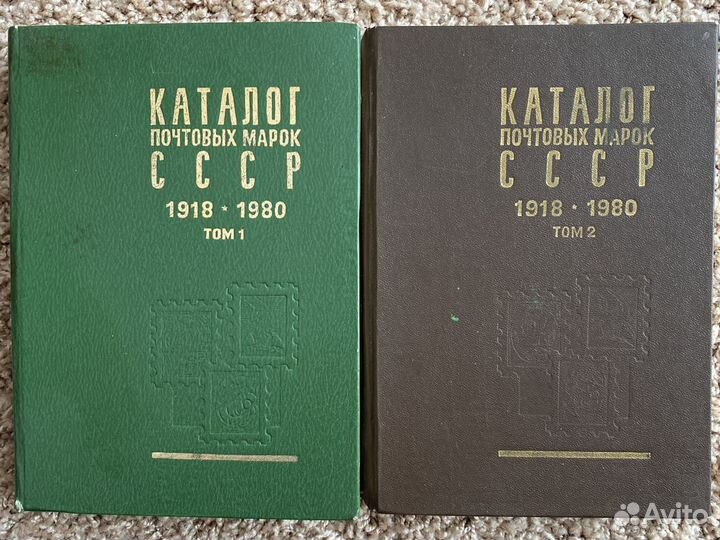 КАТАЛОГ
ПОЧТОВЫХ МАРОК
СССР
1918 * 1980
ТОМ 1
КАТАЛОГ
ПОЧТОВЫХ МАРОК
СССР
1918 * 1980
ТОМ 2
Avito